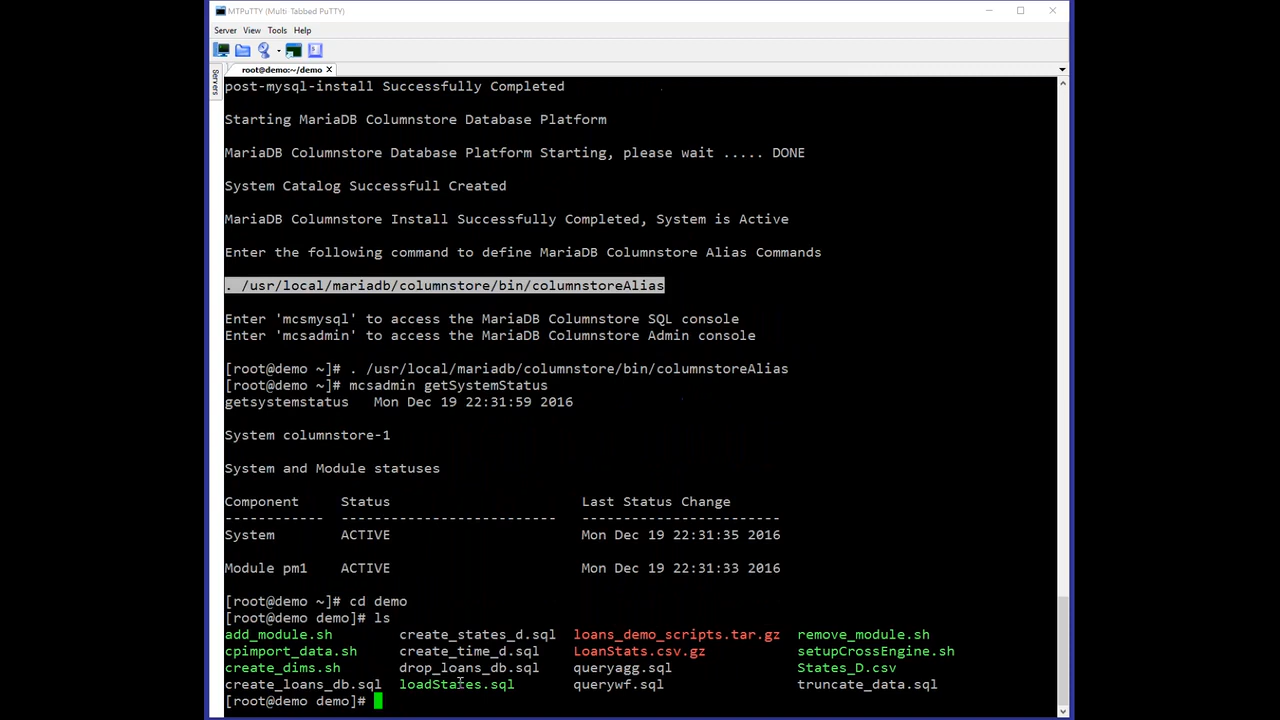 MTPuTTY (Multi Tabbed PuTTY)
Server View Tools Help
root@demo:~/demo
Servers
post-mysql-install Successfully Completed
Starting MariaDB Columnstore Database Platform
MariaDB Columnstore Database Platform Starting, please wait ..... DONE
System Catalog Successfull Created
MariaDB Columnstore Install Successfully Completed, System is Active
Enter the following command to define MariaDB Columnstore Alias Commands
. /usr/local/mariadb/columnstore/bin/columnstoreAlias
Enter 'mcsmysql' to access the MariaDB Columnstore SQL console
Enter 'mcsadmin' to access the MariaDB Columnstore Admin console
[root@demo ~]# . /usr/local/mariadb/columnstore/bin/columnstoreAlias
[root@demo ~]# mcsadmin getSystemStatus
getsystemstatus   Mon Dec 19 22:31:59 2016
System columnstore-1
System and Module statuses
Component     Status                       Last Status Change
------------  --------------------------   ------------------------
System        ACTIVE                       Mon Dec 19 22:31:35 2016
Module pm1    ACTIVE                       Mon Dec 19 22:31:33 2016
[root@demo ~]# cd demo
[root@demo demo]# ls
add_module.sh        create_states_d.sql  loans_demo_scripts.tar.gz  remove_module.sh
cpimport_data.sh     create_time_d.sql    LoanStats.csv.gz           setupCrossEngine.sh
create_dims.sh       drop_loans_db.sql    queryagg.sql               States_D.csv
create_loans_db.sql  loadStates.sql       querywf.sql                truncate_data.sql
[root@demo demo]#